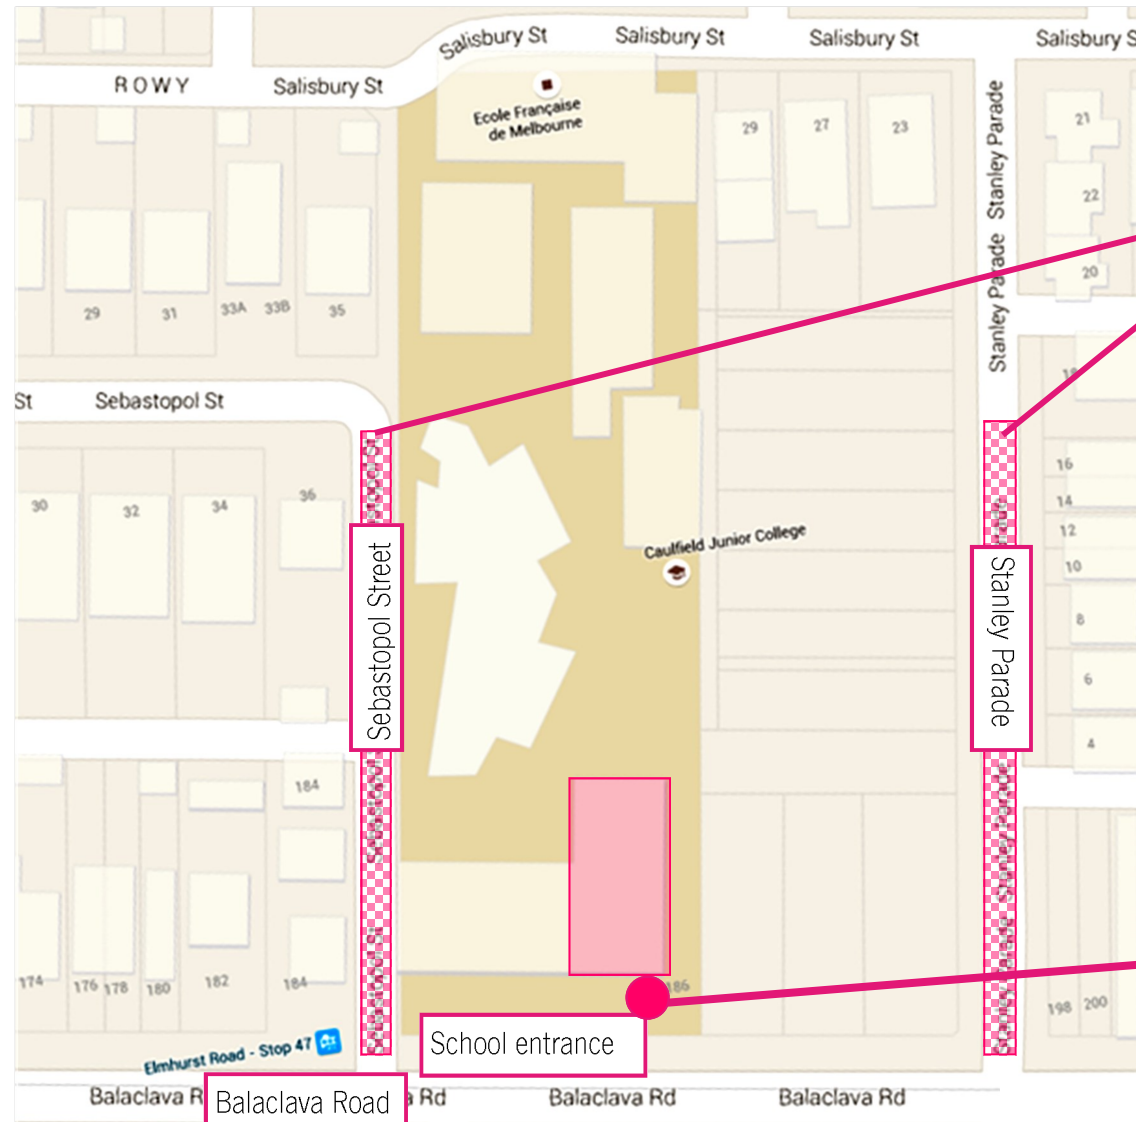 Salisbury St
Salisbury St
Salisbury St
Salisbury S
ROWY
Salisbury St
Ecole Française
de Melbourne
29
27
23
21
22
20
Stanley Parade
Stanley Parade
Stanley Parade
29
31
33A
33B
35
St
Sebastopol St
30
32
34
36
16
14
12
10
8
6
4
Caulfield Junior College
Sebastopol Street
Stanley Parade
184
174
176
178
180
182
184
186
198
200
School entrance
Elmhurst Road - Stop 47
Balaclava R
Balaclava Road
a Rd
Balaclava Rd
Balaclava Rd